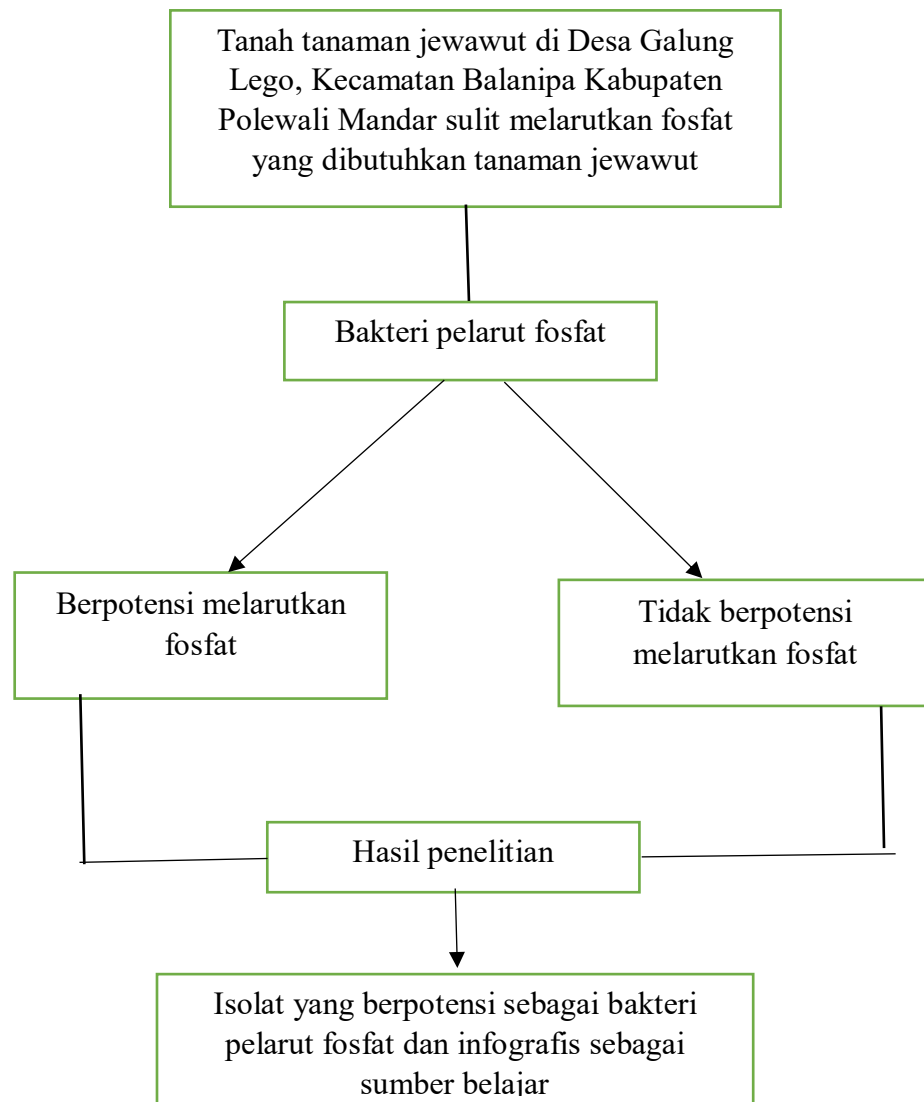 Tanah tanaman jewawut di Desa Galung
Lego, Kecamatan Balanipa Kabupaten
Polewali Mandar sulit melarutkan fosfat
yang dibutuhkan tanaman jewawut
Bakteri pelarut fosfat
Berpotensi melarutkan
fosfat
Tidak berpotensi
melarutkan fosfat
Hasil penelitian
Isolat yang berpotensi sebagai bakteri
pelarut fosfat dan infografis sebagai
sumber belajar